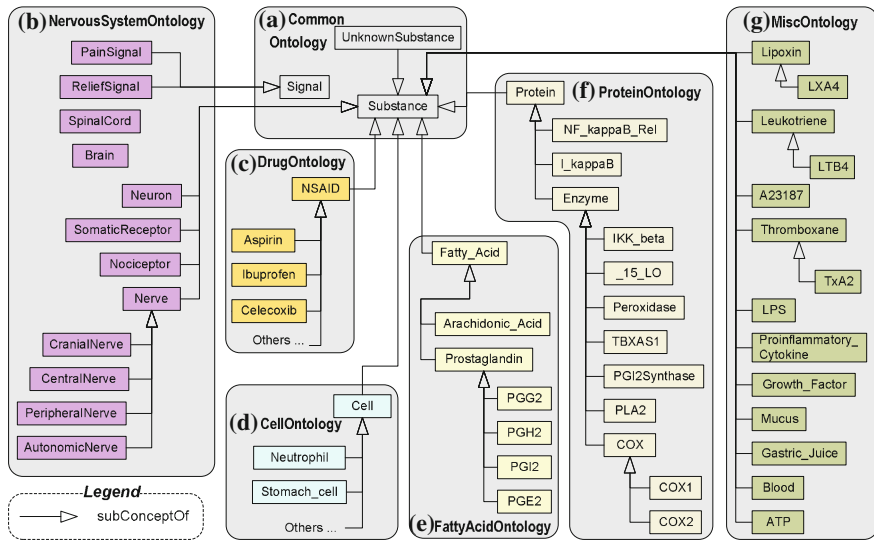 (b) NervousSystemOntology
PainSignal
ReliefSignal
SpinalCord
Brain
Neuron
SomaticReceptor
Nociceptor
Nerve
CranialNerve
CentralNerve
PeripheralNerve
AutonomicNerve
Legend
subConceptOf
(a) Common
Ontology
UnknownSubstance
Signal
Substance
(c) DrugOntology
NSAID
Aspirin
Ibuprofen
Celecoxib
Others ...
(d) CellOntology
Cell
Neutrophil
Stomach_cell
Others ...
Fatty_Acid
Arachidonic_Acid
Prostaglandin
PGG2
PGH2
PGI2
PGE2
(e) FattyAcidOntology
(f) ProteinOntology
Protein
NF_kappaB_Rel
I_kappaB
Enzyme
IKK_beta
_15_LO
Peroxidase
TBXAS1
PGI2Synthase
PLA2
COX
COX1
COX2
(g) MiscOntology
Lipoxin
LXA4
Leukotriene
LTB4
A23187
Thromboxane
TxA2
LPS
Proinflammatory_
Cytokine
Growth_Factor
Mucus
Gastric_Juice
Blood
ATP